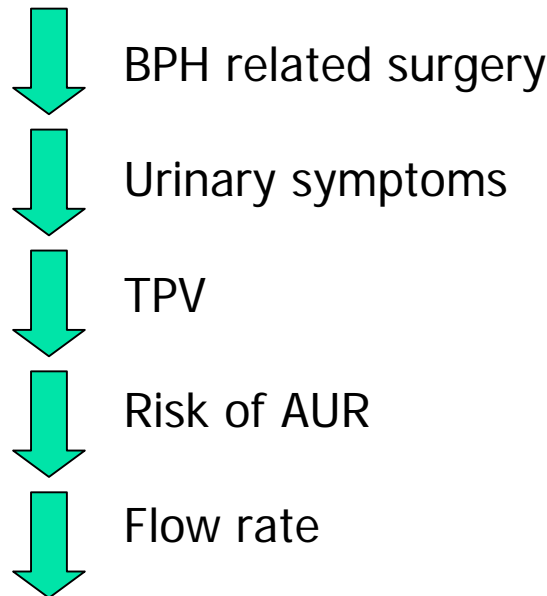 BPH related surgery
Urinary symptoms
TPV
Risk of AUR
Flow rate